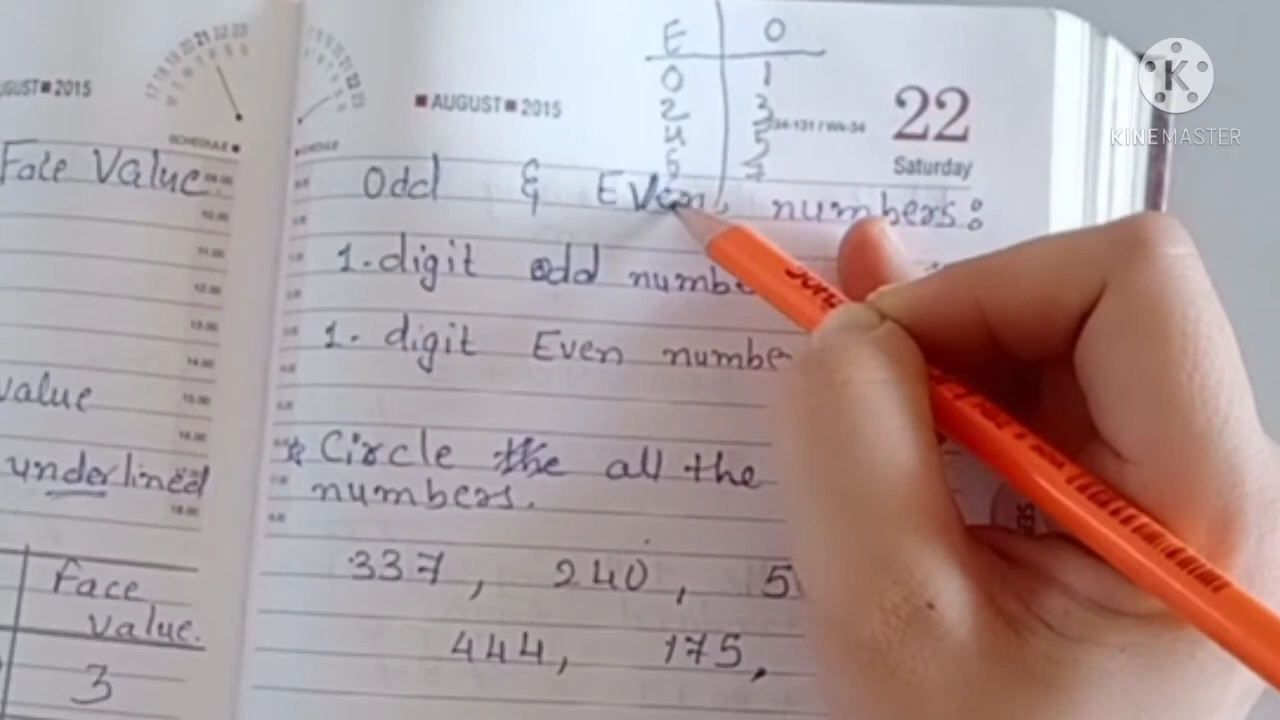 Face Value
value
underlined
Face
value.
3
AUGUST 2015
22
Saturday
E O
0 1
2 3
4 5
6 7
Odd & Even numbers:
1. digit odd numbe
1. digit Even numbe
Circle the all the
numbers.
337, 240, 5
444, 175,
KINEMASTER